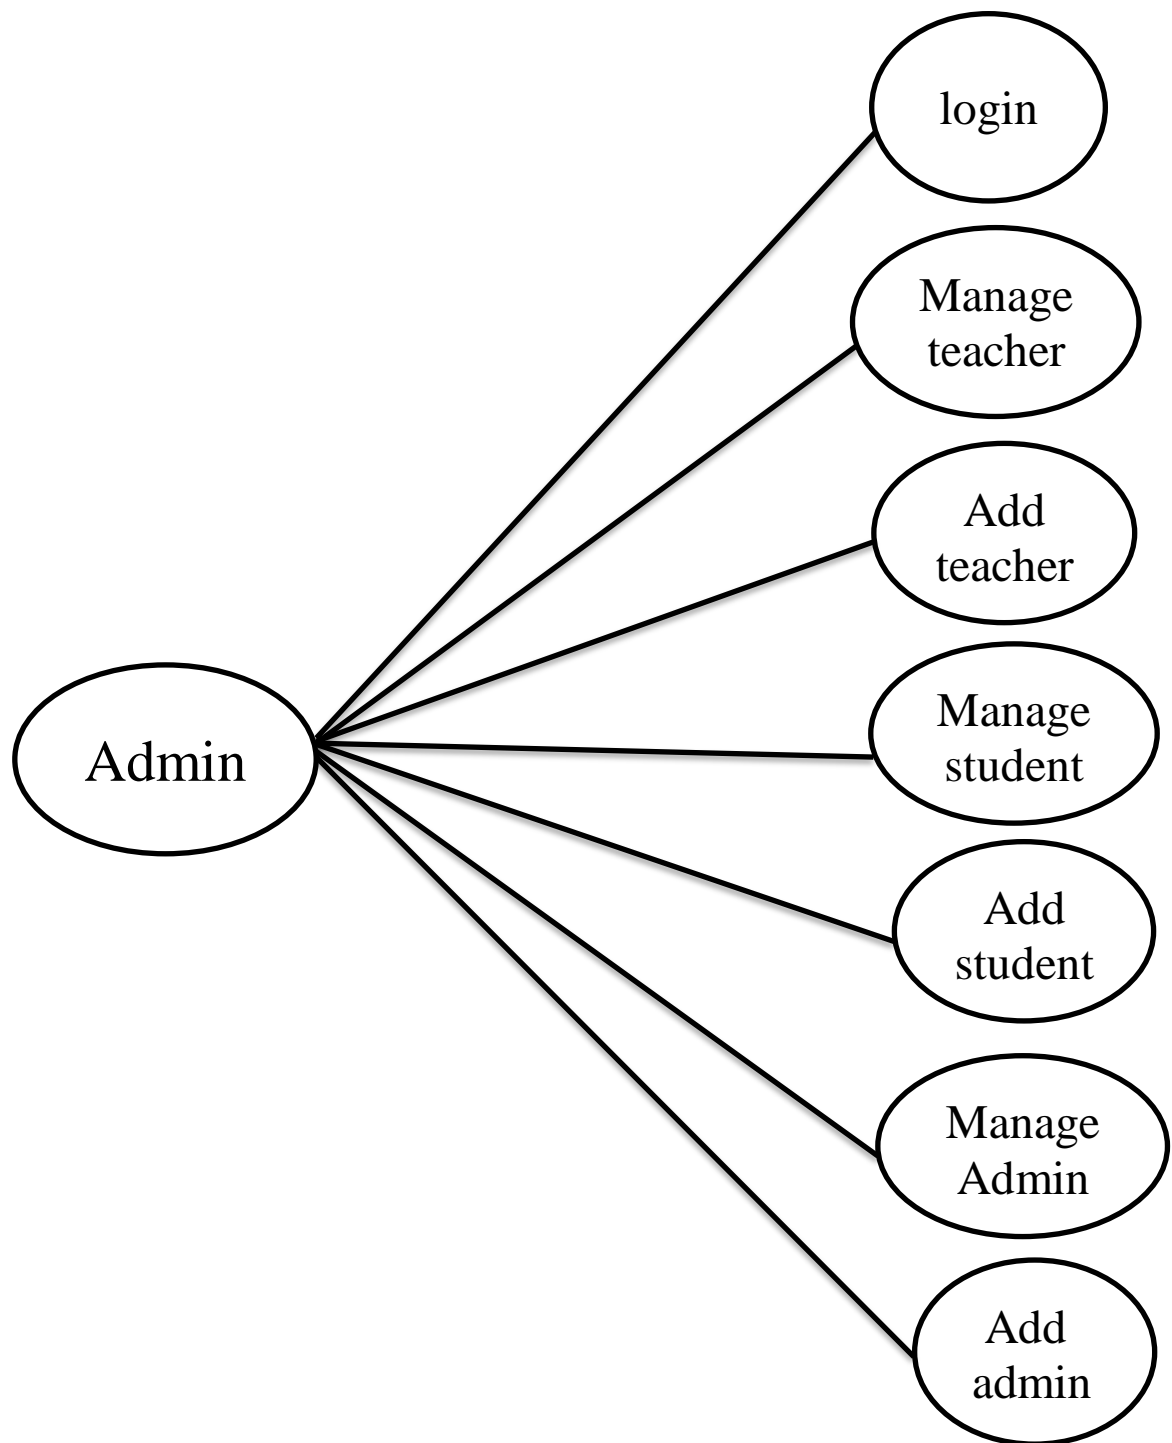 login
Manage
teacher
Add
teacher
Manage
student
Admin
Add
student
Manage
Admin
Add
admin